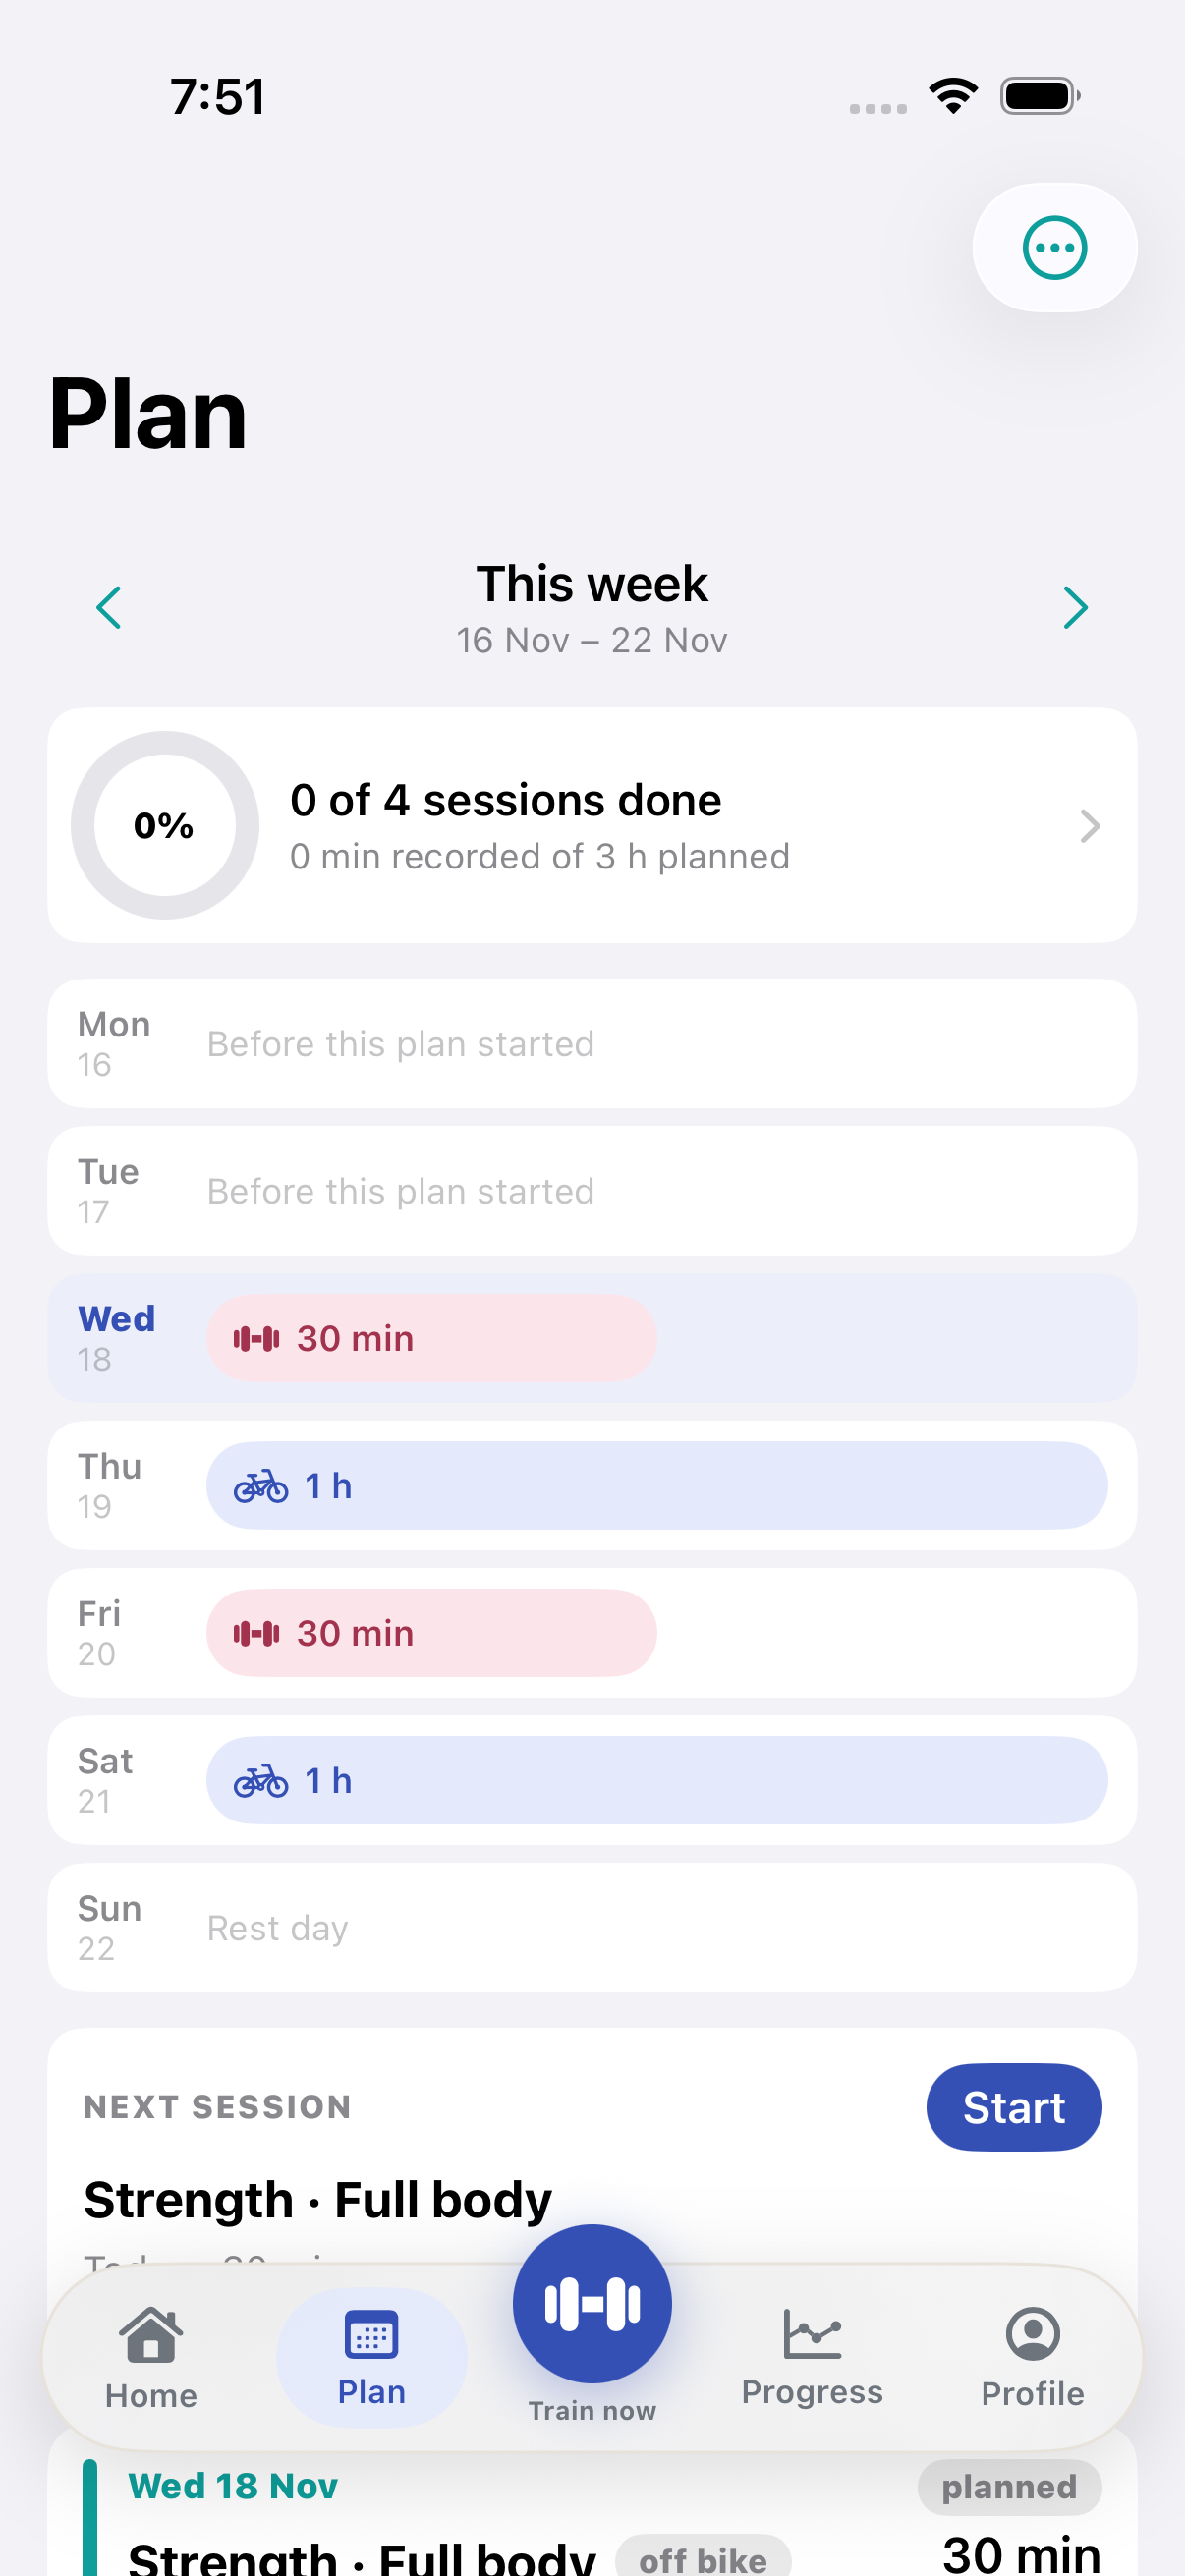 7:51
Plan
This week
16 Nov – 22 Nov
0%
0 of 4 sessions done
0 min recorded of 3 h planned
Mon
16
Before this plan started
Tue
17
Before this plan started
Wed
18
30 min
Thu
19
1 h
Fri
20
30 min
Sat
21
1 h
Sun
22
Rest day
NEXT SESSION
Start
Strength · Full body
Home
Plan
Train now
Progress
Profile
Wed 18 Nov
planned
Strength · Full body
off bike
30 min